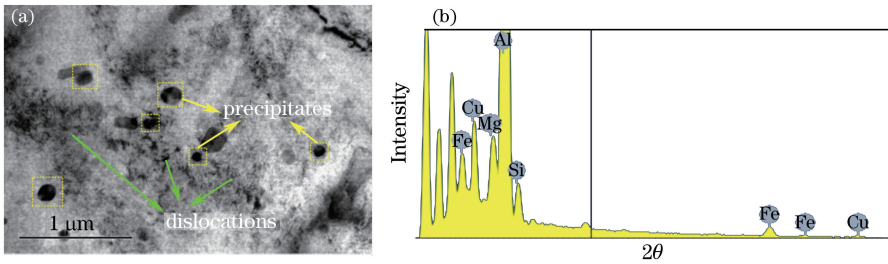 (a)
precipitates
dislocations
1 μm
(b)
Intensity
Al
Cu
Mg
Fe
Si
Fe
Fe
Cu
2θ